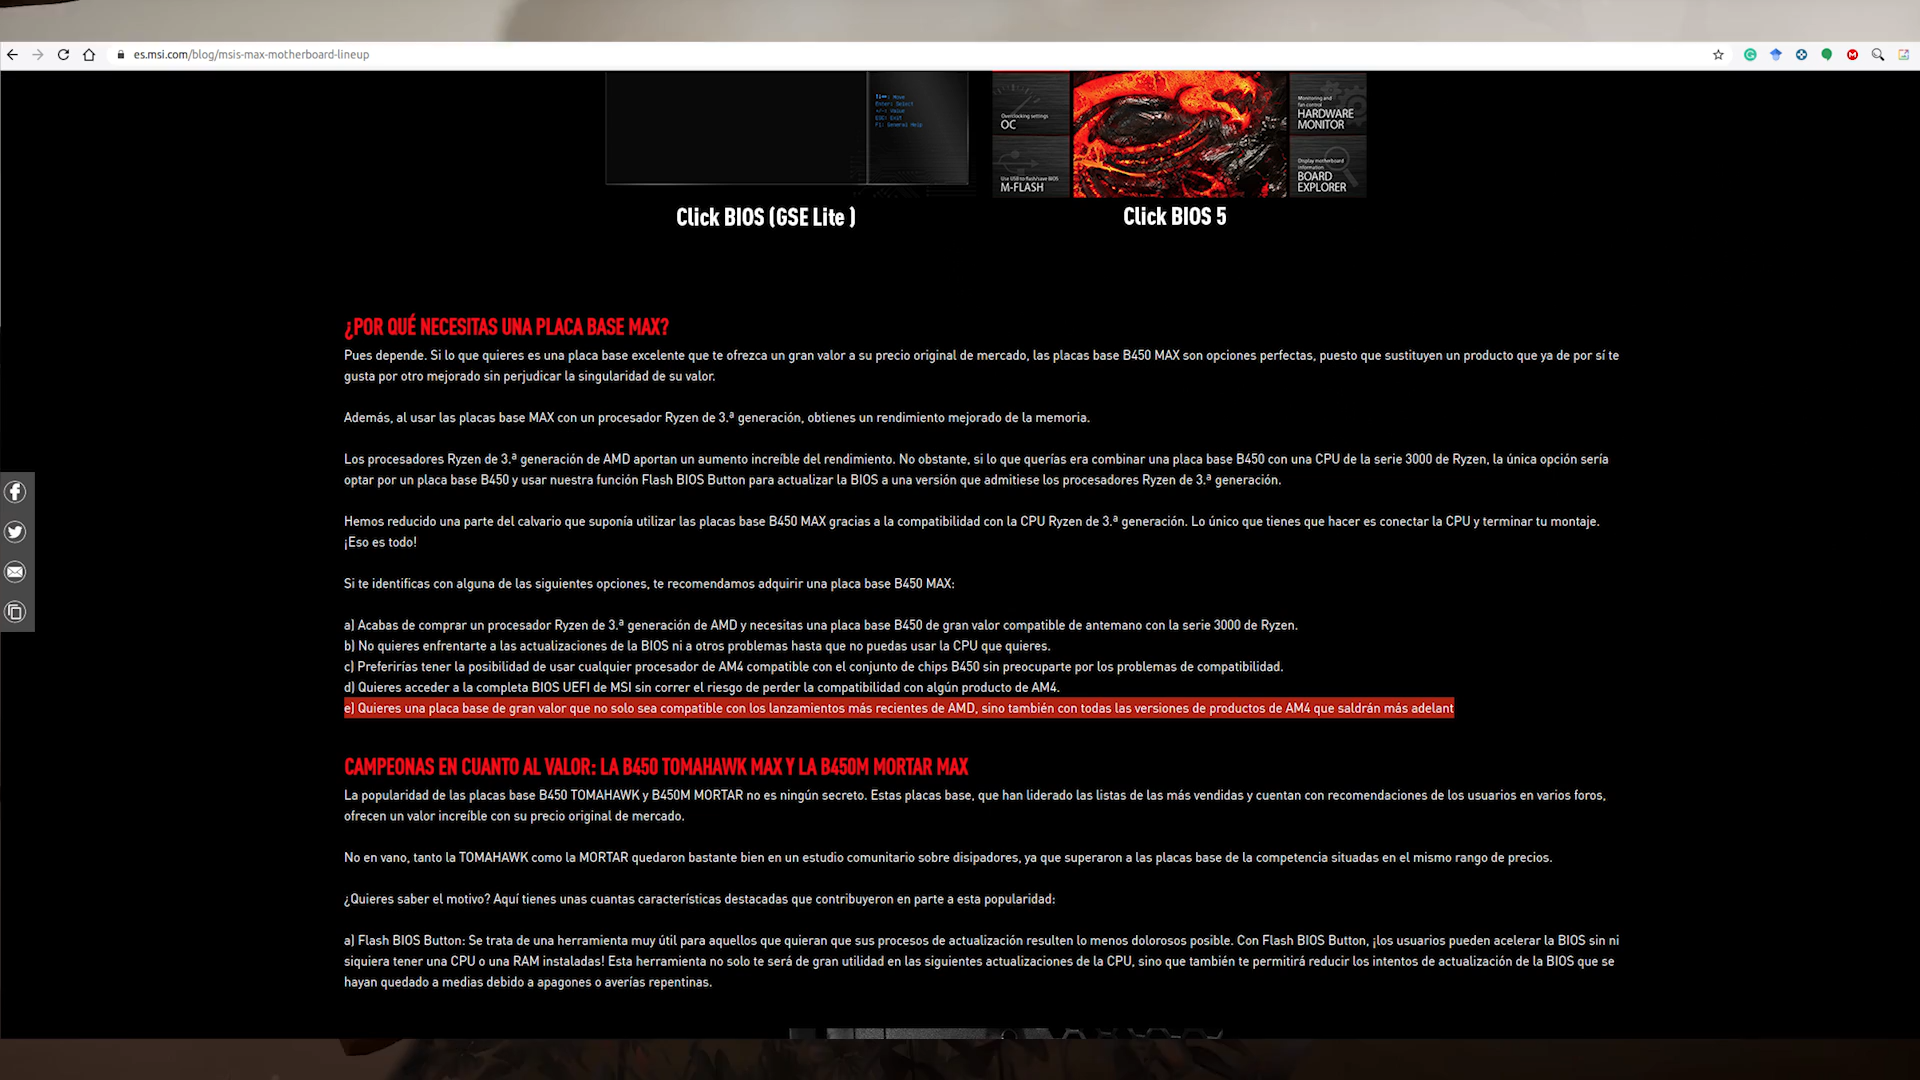 es.msi.com/blog/msis-max-motherboard-lineup
↑↓↔: Move
Enter: Select
+/-: Value
ESC: Exit
F1: General Help
Overclocking settings
OC
Use USB to flash/save BIOS
M-FLASH
Monitoring and
fan control
HARDWARE
MONITOR
Display motherboard
information
BOARD
EXPLORER
Click BIOS (GSE Lite )
Click BIOS 5
¿POR QUÉ NECESITAS UNA PLACA BASE MAX?
Pues depende. Si lo que quieres es una placa base excelente que te ofrezca un gran valor a su precio original de mercado, las placas base B450 MAX son opciones perfectas, puesto que sustituyen un producto que ya de por sí te
gusta por otro mejorado sin perjudicar la singularidad de su valor.
Además, al usar las placas base MAX con un procesador Ryzen de 3.ª generación, obtienes un rendimiento mejorado de la memoria.
Los procesadores Ryzen de 3.ª generación de AMD aportan un aumento increíble del rendimiento. No obstante, si lo que querías era combinar una placa base B450 con una CPU de la serie 3000 de Ryzen, la única opción sería
optar por un placa base B450 y usar nuestra función Flash BIOS Button para actualizar la BIOS a una versión que admitiese los procesadores Ryzen de 3.ª generación.
Hemos reducido una parte del calvario que suponía utilizar las placas base B450 MAX gracias a la compatibilidad con la CPU Ryzen de 3.ª generación. Lo único que tienes que hacer es conectar la CPU y terminar tu montaje.
¡Eso es todo!
Si te identificas con alguna de las siguientes opciones, te recomendamos adquirir una placa base B450 MAX:
a) Acabas de comprar un procesador Ryzen de 3.ª generación de AMD y necesitas una placa base B450 de gran valor compatible de antemano con la serie 3000 de Ryzen.
b) No quieres enfrentarte a las actualizaciones de la BIOS ni a otros problemas hasta que no puedas usar la CPU que quieres.
c) Preferirías tener la posibilidad de usar cualquier procesador de AM4 compatible con el conjunto de chips B450 sin preocuparte por los problemas de compatibilidad.
d) Quieres acceder a la completa BIOS UEFI de MSI sin correr el riesgo de perder la compatibilidad con algún producto de AM4.
e) Quieres una placa base de gran valor que no solo sea compatible con los lanzamientos más recientes de AMD, sino también con todas las versiones de productos de AM4 que saldrán más adelant
CAMPEONAS EN CUANTO AL VALOR: LA B450 TOMAHAWK MAX Y LA B450M MORTAR MAX
La popularidad de las placas base B450 TOMAHAWK y B450M MORTAR no es ningún secreto. Estas placas base, que han liderado las listas de las más vendidas y cuentan con recomendaciones de los usuarios en varios foros,
ofrecen un valor increíble con su precio original de mercado.
No en vano, tanto la TOMAHAWK como la MORTAR quedaron bastante bien en un estudio comunitario sobre disipadores, ya que superaron a las placas base de la competencia situadas en el mismo rango de precios.
¿Quieres saber el motivo? Aquí tienes unas cuantas características destacadas que contribuyeron en parte a esta popularidad:
a) Flash BIOS Button: Se trata de una herramienta muy útil para aquellos que quieran que sus procesos de actualización resulten lo menos dolorosos posible. Con Flash BIOS Button, ¡los usuarios pueden acelerar la BIOS sin ni
siquiera tener una CPU o una RAM instaladas! Esta herramienta no solo te será de gran utilidad en las siguientes actualizaciones de la CPU, sino que también te permitirá reducir los intentos de actualización de la BIOS que se
hayan quedado a medias debido a apagones o averías repentinas.